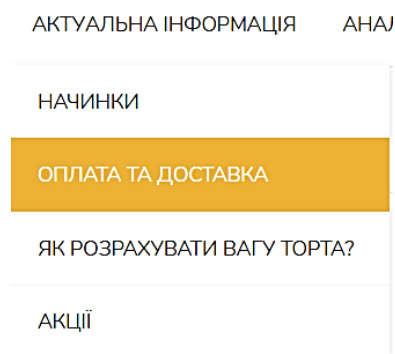 АКТУАЛЬНА ІНФОРМАЦІЯ
НАЧИНКИ
ОПЛАТА ТА ДОСТАВКА
ЯК РОЗРАХУВАТИ ВАГУ ТОРТА?
АКЦІЇ